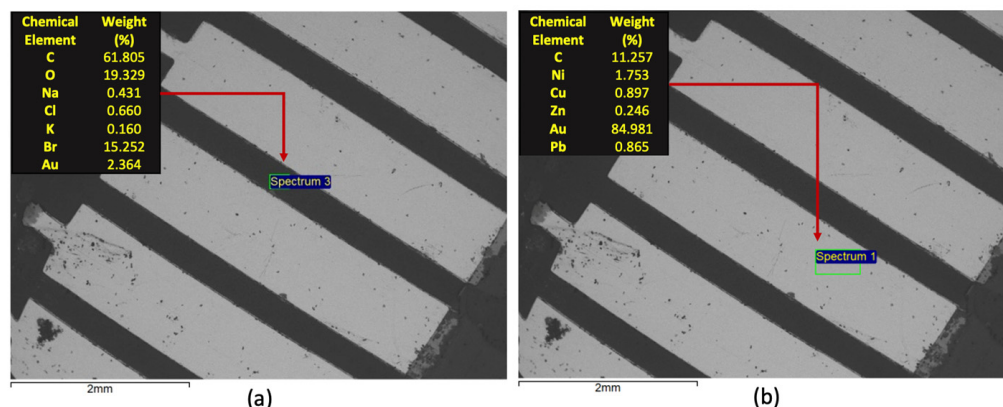 Chemical Element Weight (%)
C 61.805
O 19.329
Na 0.431
Cl 0.660
K 0.160
Br 15.252
Au 2.364
Spectrum 3
2mm
(a)
Chemical Element Weight (%)
C 11.257
Ni 1.753
Cu 0.897
Zn 0.246
Au 84.981
Pb 0.865
Spectrum 1
2mm
(b)